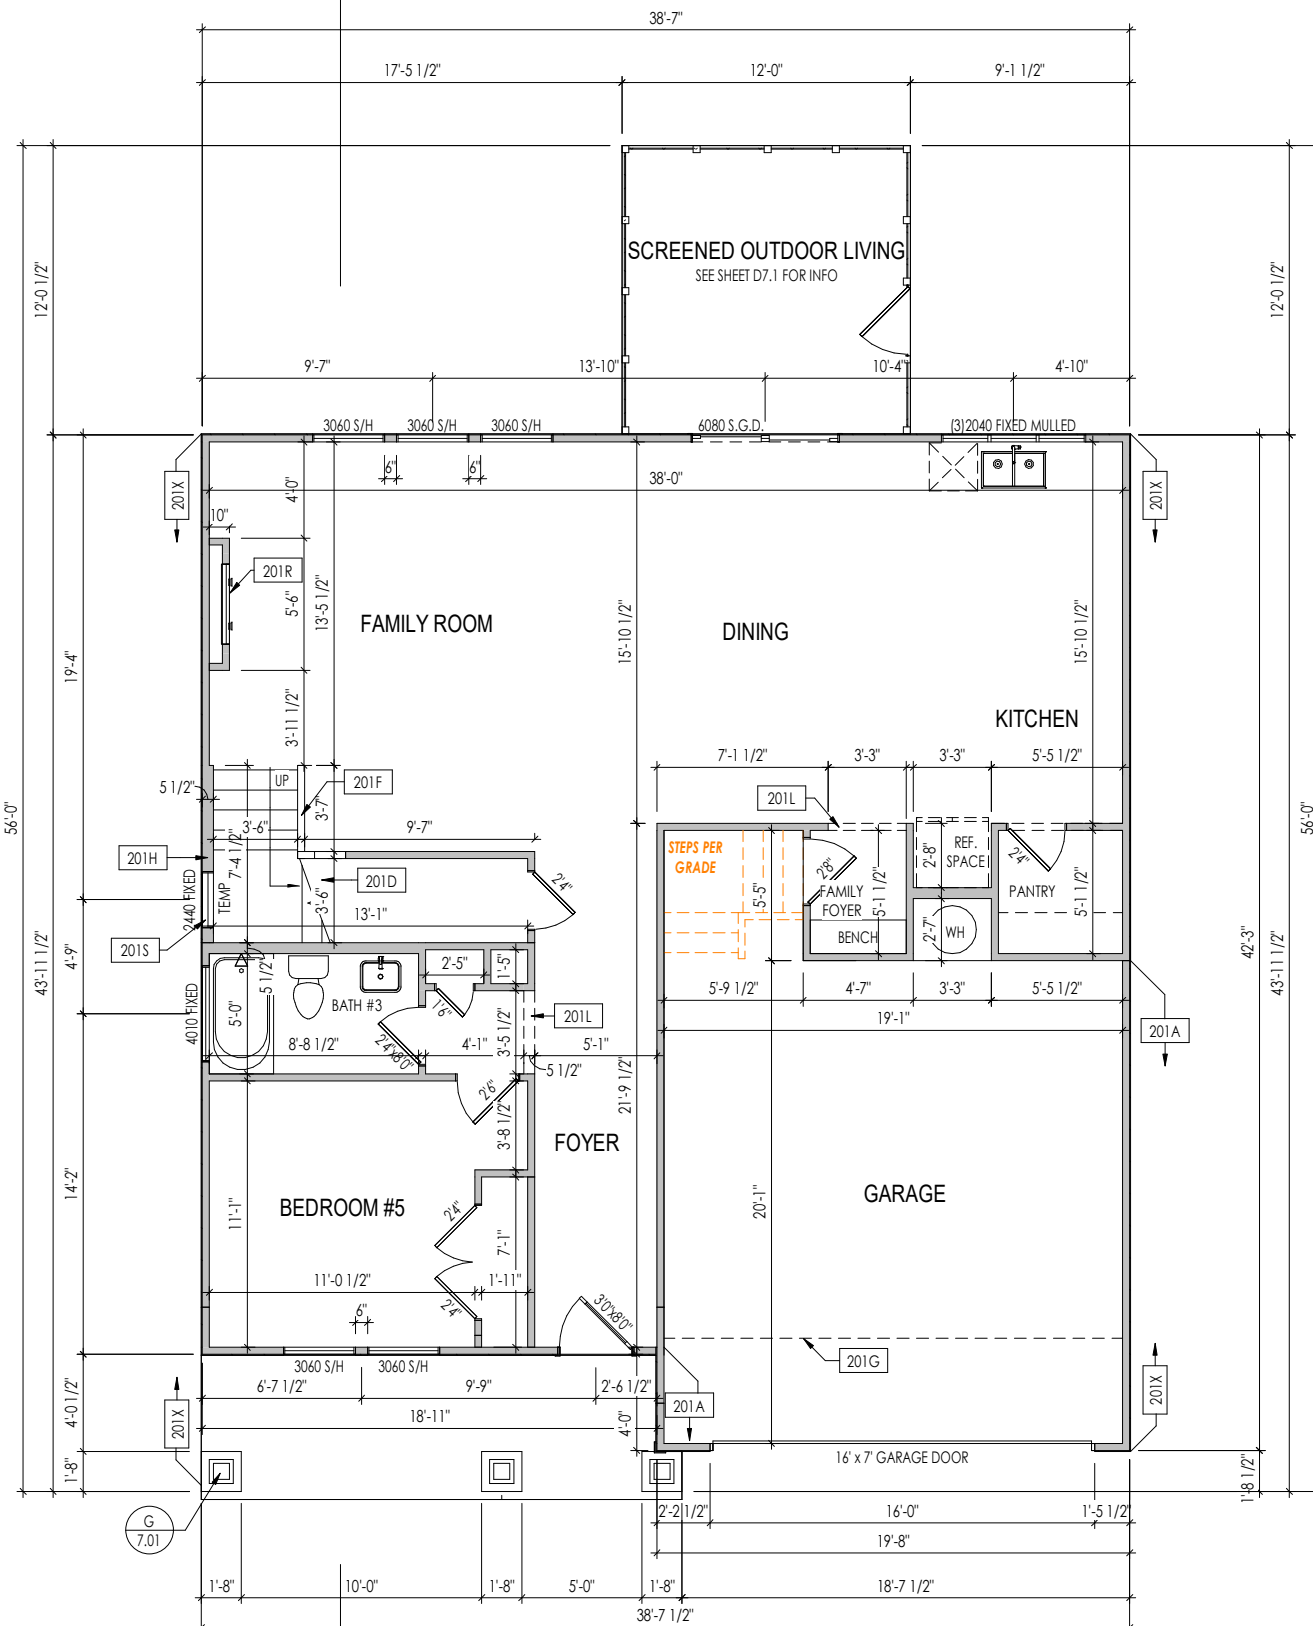 38'-7"
17'-5 1/2"
12'-0"
9'-1 1/2"
12'-0 1/2"
12'-0 1/2"
SCREENED OUTDOOR LIVING
SEE SHEET D7.1 FOR INFO
9'-7"
13'-10"
10'-4"
4'-10"
3060 S/H
3060 S/H
3060 S/H
6080 S.G.D.
(3)2040 FIXED MULLED
6"
6"
38'-0"
201X
201X
4'-0"
10"
201R
5'-6"
13'-5 1/2"
FAMILY ROOM
15'-10 1/2"
DINING
15'-10 1/2"
19'-4"
3'-11 1/2"
KITCHEN
7'-1 1/2"
3'-3"
3'-3"
5'-5 1/2"
5 1/2"
UP
201F
201L
56'-0"
56'-0"
3'-7"
3'-6"
9'-7"
7'-4 1/2"
201H
STEPS PER
GRADE
2'8"
2'-8"
REF.
SPACE
2'4"
201D
2'4"
FAMILY
FOYER
PANTRY
2440 FIXED
TEMP
3'-6"
5'-5"
5'-1 1/2"
5'-1 1/2"
13'-1"
BENCH
2'-7"
WH
201S
43'-11 1/2"
4'-9"
42'-3"
43'-11 1/2"
5 1/2"
2'-5"
1'-5"
5'-9 1/2"
4'-7"
3'-3"
5'-5 1/2"
4010 FIXED
5'-0"
BATH #3
1'6"
201L
19'-1"
201A
8'-8 1/2"
2'4"x8'0"
4'-1"
3'-5 1/2"
5'-1"
5 1/2"
2'6"
21'-9 1/2"
3'-8 1/2"
FOYER
14'-2"
11'-1"
BEDROOM #5
2'4"
7'-1"
20'-1"
GARAGE
11'-0 1/2"
1'-11"
6"
2'4"
3'0"x8'0"
3060 S/H
3060 S/H
201G
6'-7 1/2"
9'-9"
2'-6 1/2"
4'-0 1/2"
201X
18'-11"
4'-0"
201A
201X
16' x 7' GARAGE DOOR
1'-8"
1'-8 1/2"
G
7.01
2'-2 1/2"
16'-0"
1'-5 1/2"
19'-8"
1'-8"
10'-0"
1'-8"
5'-0"
1'-8"
18'-7 1/2"
38'-7 1/2"